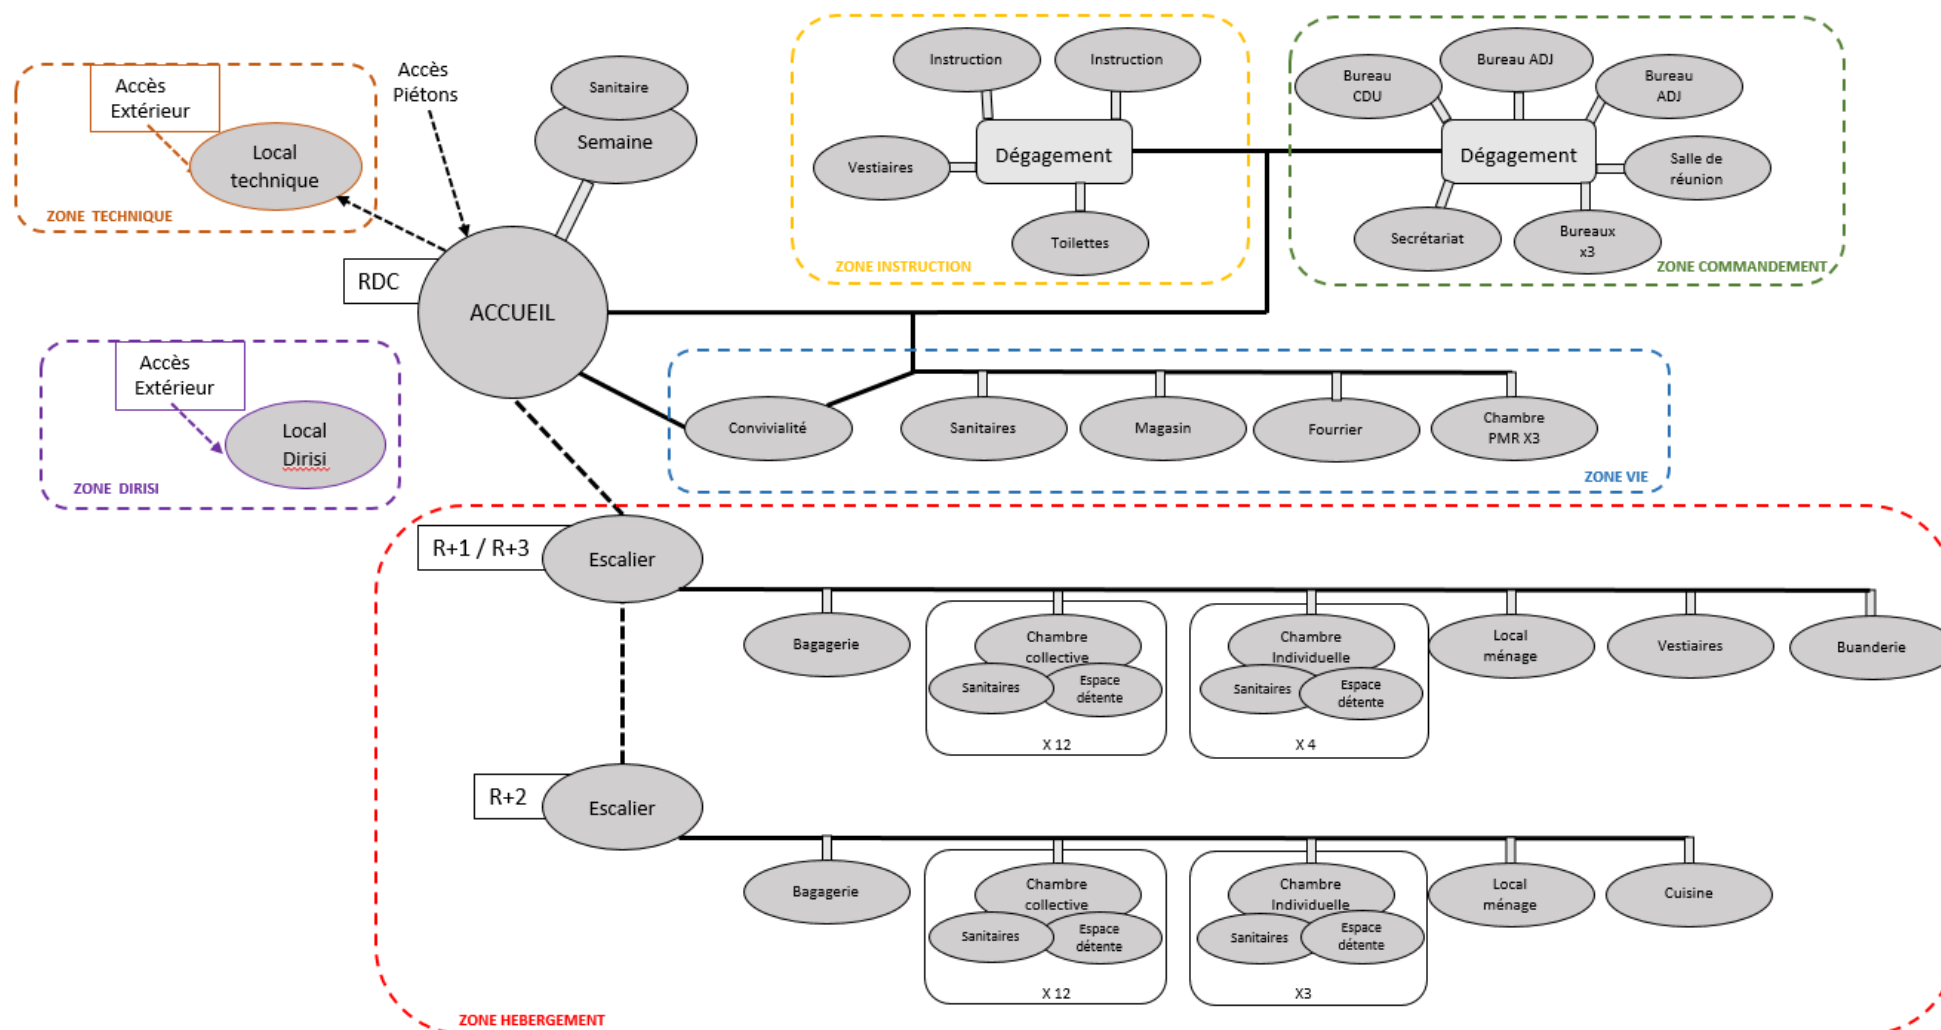 Accès
Extérieur
Local
technique
ZONE TECHNIQUE
Accès
Piétons
Sanitaire
Semaine
RDC
ACCUEIL
Instruction
Instruction
Dégagement
Vestiaires
Toilettes
ZONE INSTRUCTION
Bureau
CDU
Bureau ADJ
Bureau
ADJ
Dégagement
Salle de
réunion
Secrétariat
Bureaux
x3
ZONE COMMANDEMENT
Accès
Extérieur
Local
Dirisi
ZONE DIRISI
Convivialité
Sanitaires
Magasin
Fourrier
Chambre
PMR X3
ZONE VIE
R+1 / R+3
Escalier
Bagagerie
Chambre
collective
Sanitaires
Espace
détente
X 12
Chambre
Individuelle
Sanitaires
Espace
détente
X 4
Local
ménage
Vestiaires
Buanderie
R+2
Escalier
Bagagerie
Chambre
collective
Sanitaires
Espace
détente
X 12
Chambre
Individuelle
Sanitaires
Espace
détente
X3
Local
ménage
Cuisine
ZONE HEBERGEMENT